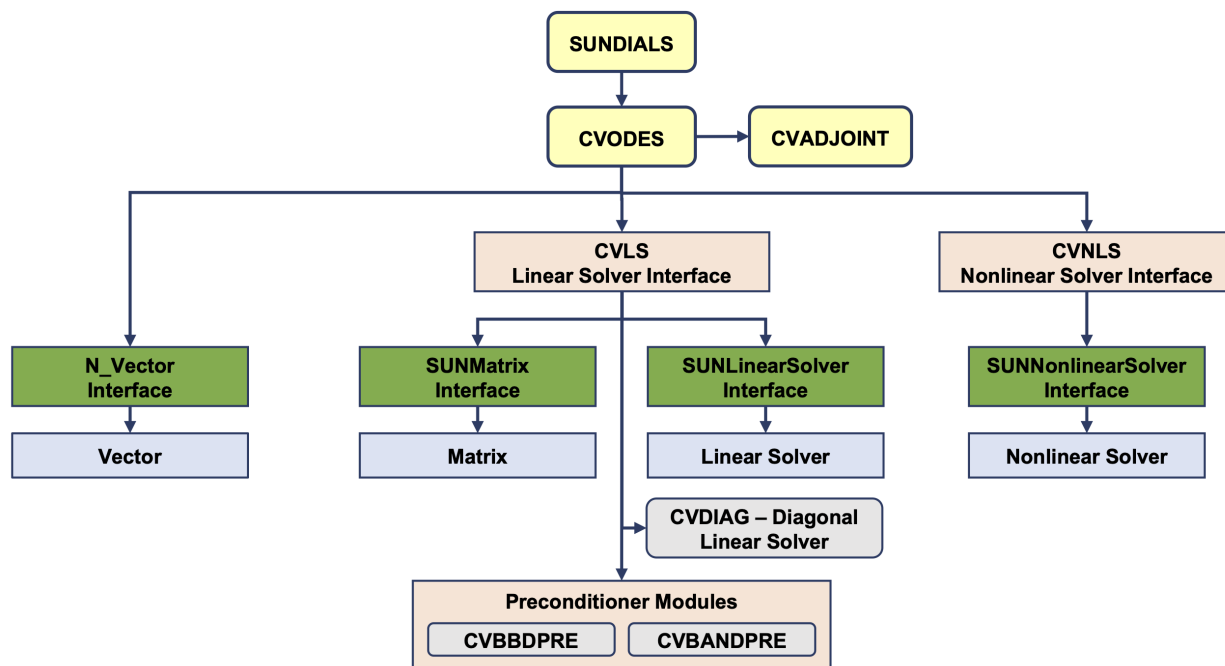 SUNDIALS
CVODES
CVADJOINT
CVLS
Linear Solver Interface
CVNLS
Nonlinear Solver Interface
N_Vector
Interface
SUNMatrix
Interface
SUNLinearSolver
Interface
SUNNonlinearSolver
Interface
Vector
Matrix
Linear Solver
Nonlinear Solver
CVDIAG – Diagonal
Linear Solver
Preconditioner Modules
CVBBDPRE
CVBANDPRE